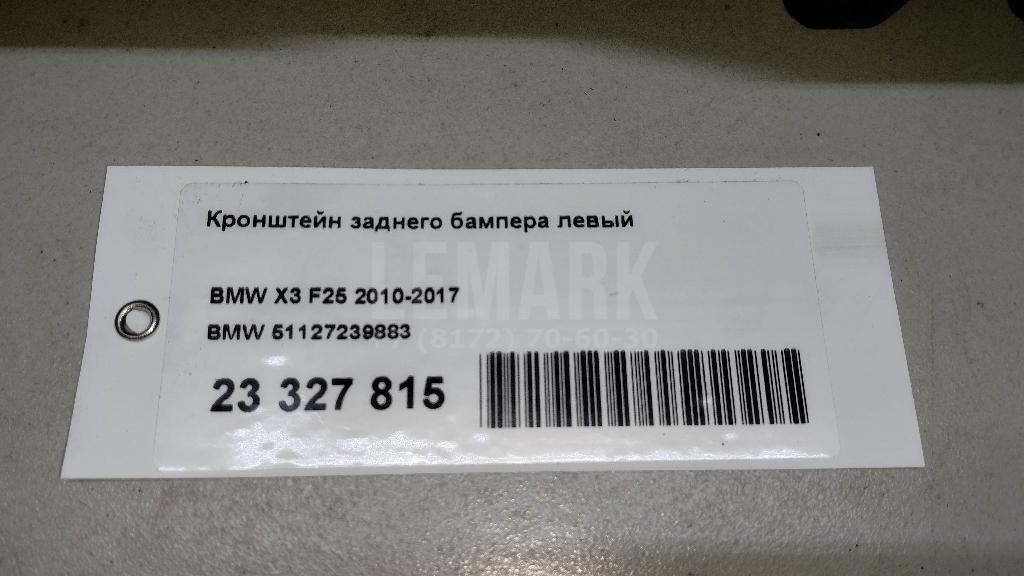 Кронштейн заднего бампера левый
LEMARK
BMW X3 F25 2010-2017
BMW 51127239883
(8172) 70-60-30
23 327 815